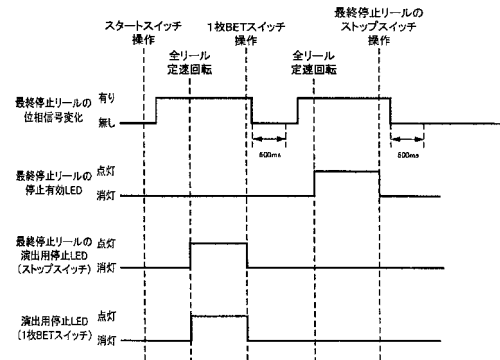 スタートスイッチ
操作
全リール
定速回転
1枚BETスイッチ
操作
全リール
定速回転
最終停止リールの
ストップスイッチ
操作
最終停止リールの
位相信号変化
有り
無し
500ms
500ms
最終停止リールの
停止有効LED
点灯
消灯
最終停止リールの
演出用停止LED
(ストップスイッチ)
点灯
消灯
演出用停止LED
(1枚BETスイッチ)
点灯
消灯